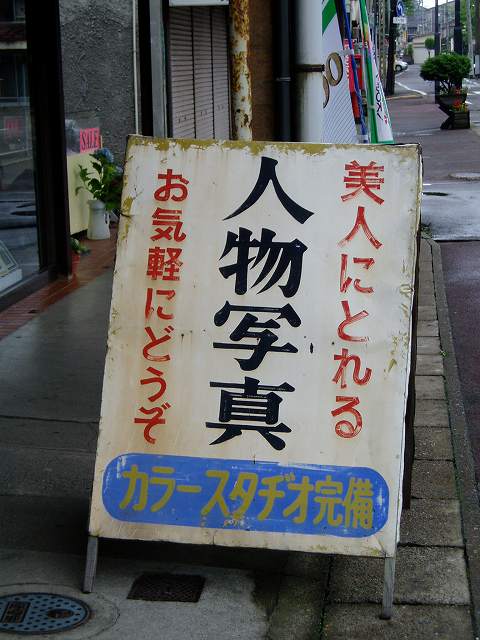 美人にとれる
人物写真
お気軽にどうぞ
カラースタヂオ完備
SALE